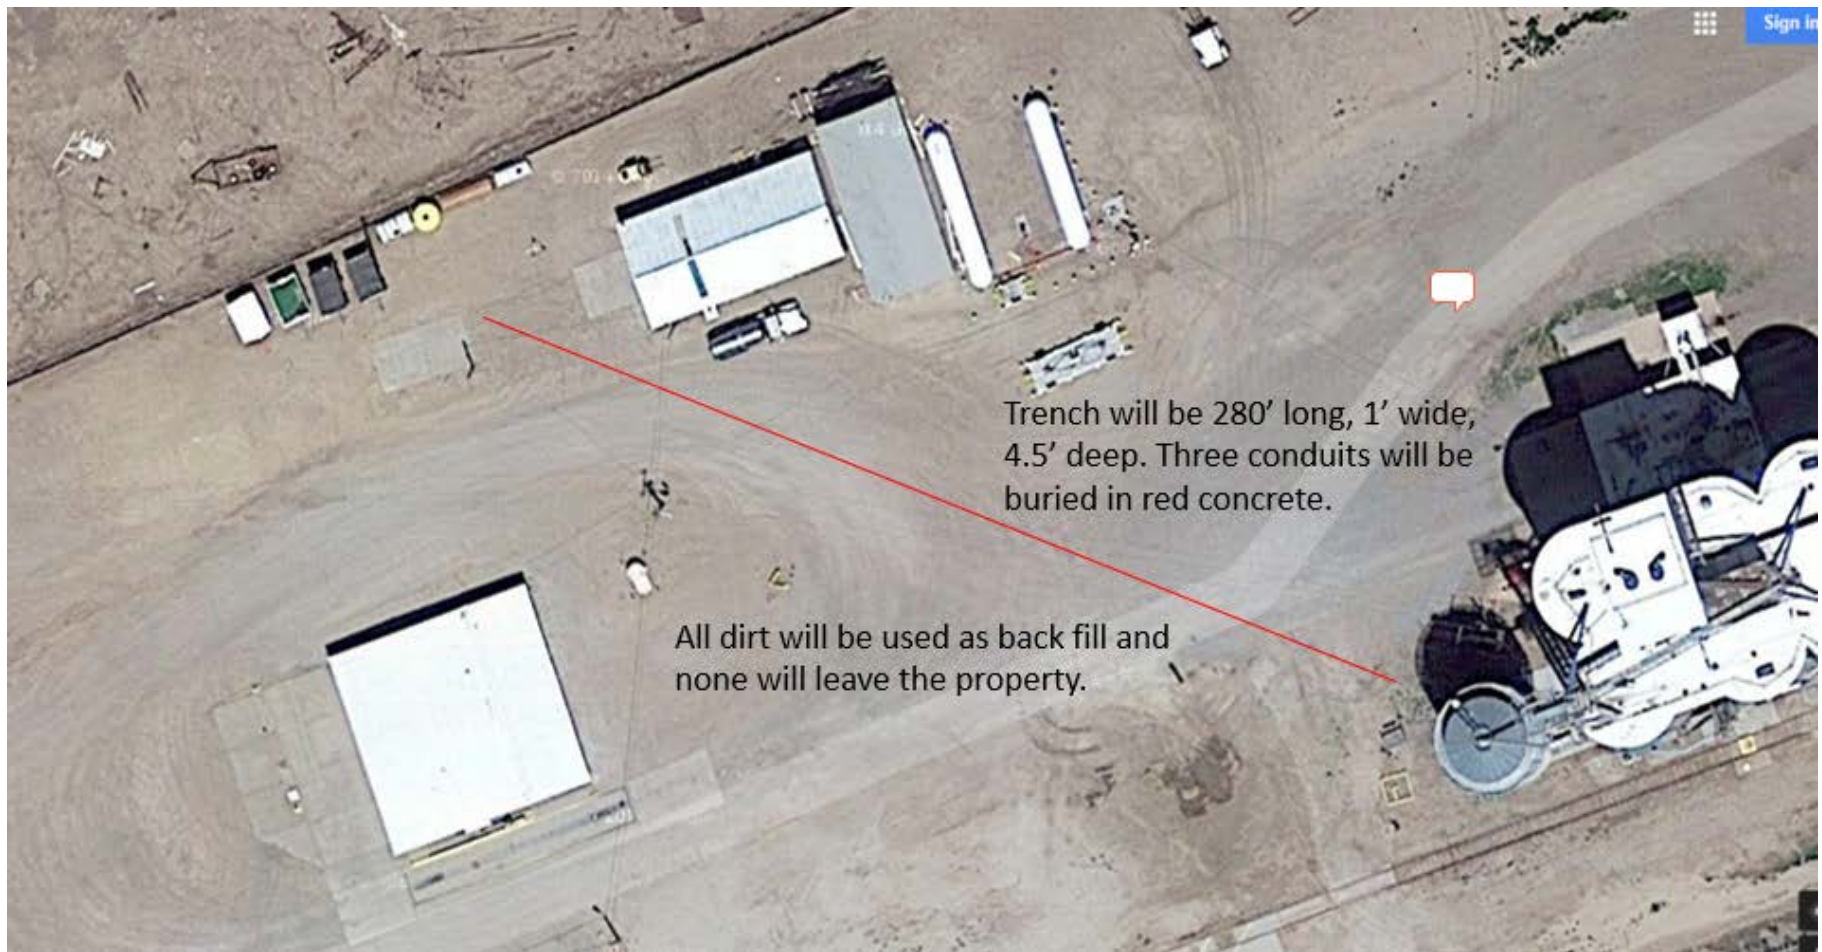 Sign in
Trench will be 280’ long, 1’ wide,
4.5’ deep. Three conduits will be
buried in red concrete.
All dirt will be used as back fill and
none will leave the property.